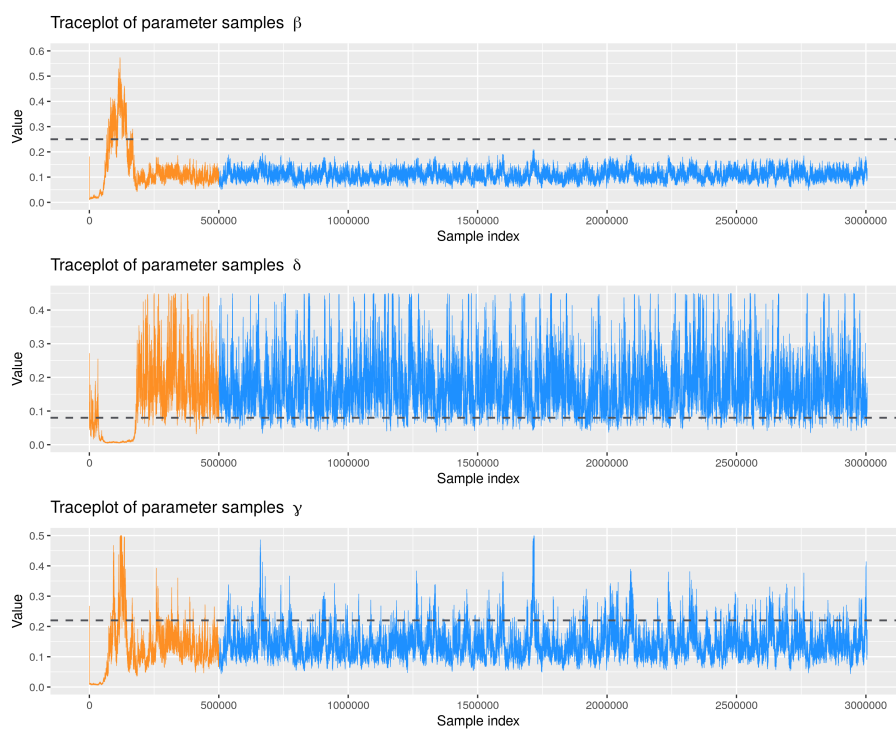 Traceplot of parameter samples β
0.6
0.5
0.4
0.3
0.2
0.1
0.0
Value
0 500000 1000000 1500000 2000000 2500000 3000000
Sample index
Traceplot of parameter samples δ
0.4
0.3
0.2
0.1
0.0
Value
0 500000 1000000 1500000 2000000 2500000 3000000
Sample index
Traceplot of parameter samples γ
0.5
0.4
0.3
0.2
0.1
0.0
Value
0 500000 1000000 1500000 2000000 2500000 3000000
Sample index